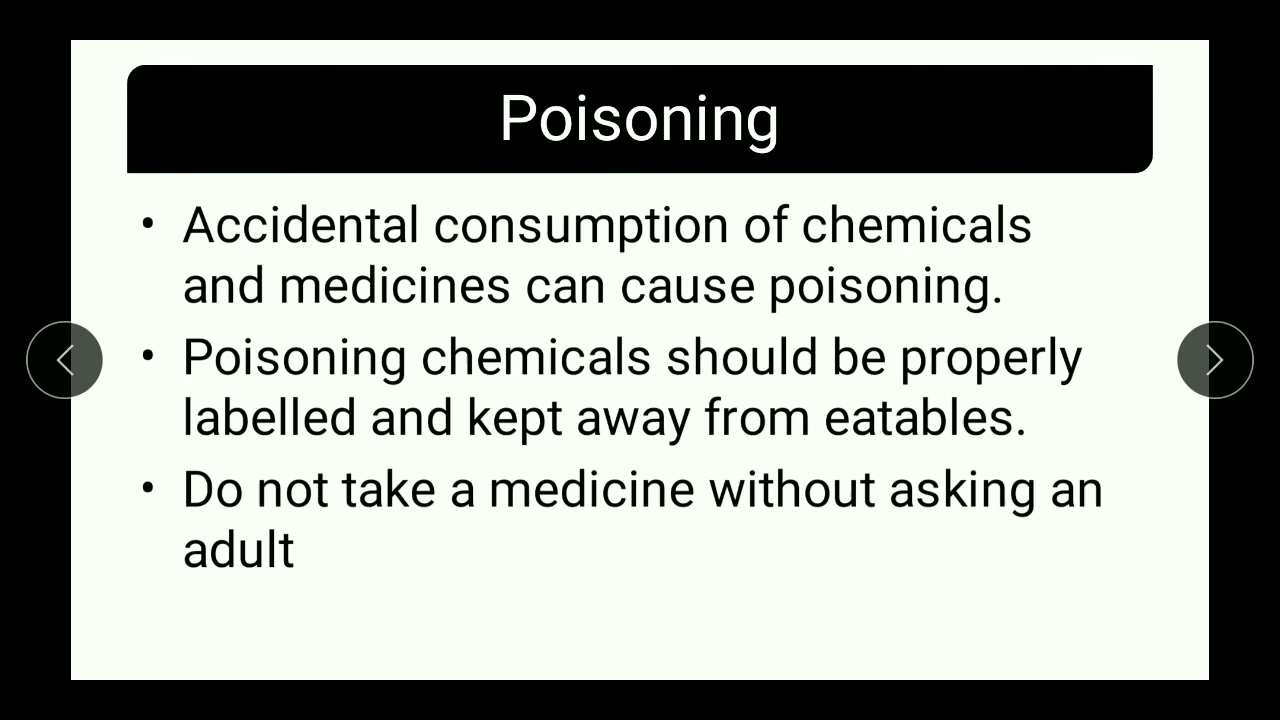 Poisoning
• Accidental consumption of chemicals
and medicines can cause poisoning.
• Poisoning chemicals should be properly
labelled and kept away from eatables.
• Do not take a medicine without asking an
adult